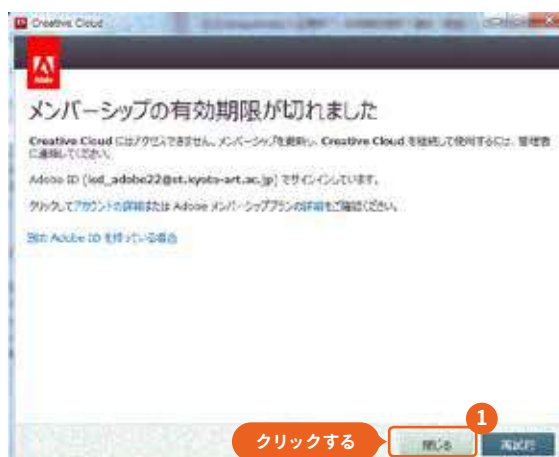 Creative Cloud
Adobe
メンバーシップの有効期限が切れました
Creative Cloud にはアクセスできません。メンバーシップを更新し、Creative Cloud を継続して使用するには、管理者
に連絡してください。
Adobe ID (ied_adobe22@st.kyoto-art.ac.jp) でサインインしています。
クリックしてアカウントの詳細または Adobe メンバーシッププランの詳細をご確認ください。
別の Adobe ID を持っている場合
1
クリックする
閉じる
再試行